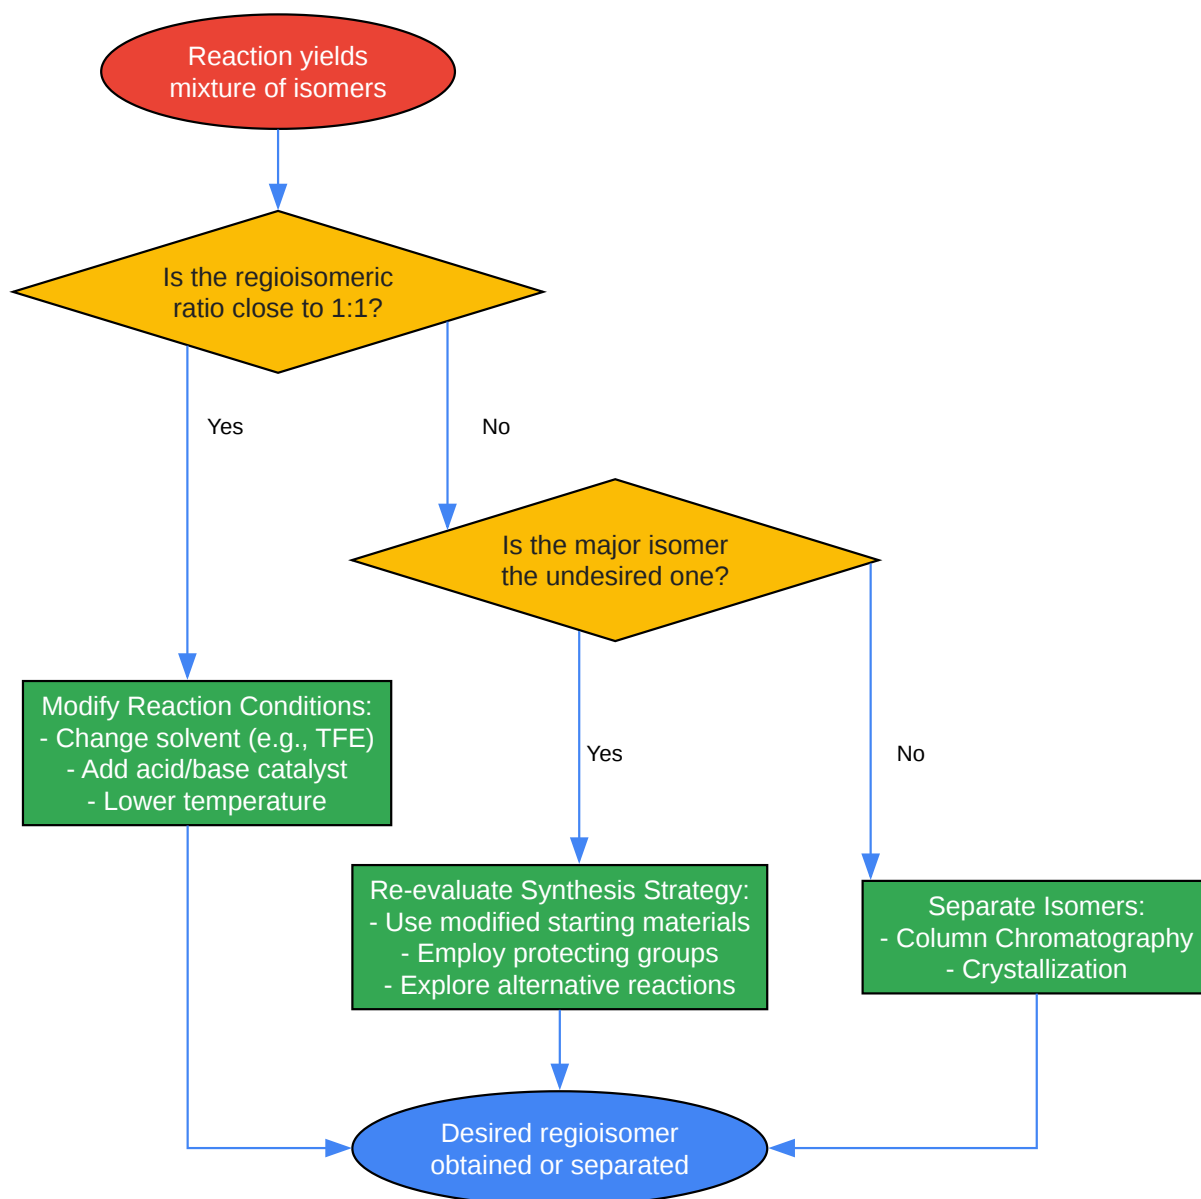 Reaction yields
mixture of isomers
Is the regioisomeric
ratio close to 1:1?
Yes
No
Is the major isomer
the undesired one?
Modify Reaction Conditions:
- Change solvent (e.g., TFE)
- Add acid/base catalyst
- Lower temperature
Yes
No
Re-evaluate Synthesis Strategy:
- Use modified starting materials
- Employ protecting groups
- Explore alternative reactions
Separate Isomers:
- Column Chromatography
- Crystallization
Desired regioisomer
obtained or separated